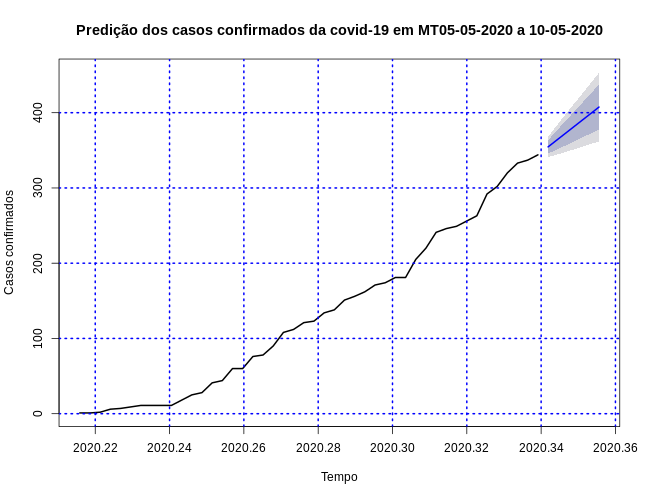 Predição dos casos confirmados da covid-19 em MT05-05-2020 a 10-05-2020
Casos confirmados
400
300
200
100
0
2020.22 2020.24 2020.26 2020.28 2020.30 2020.32 2020.34 2020.36
Tempo